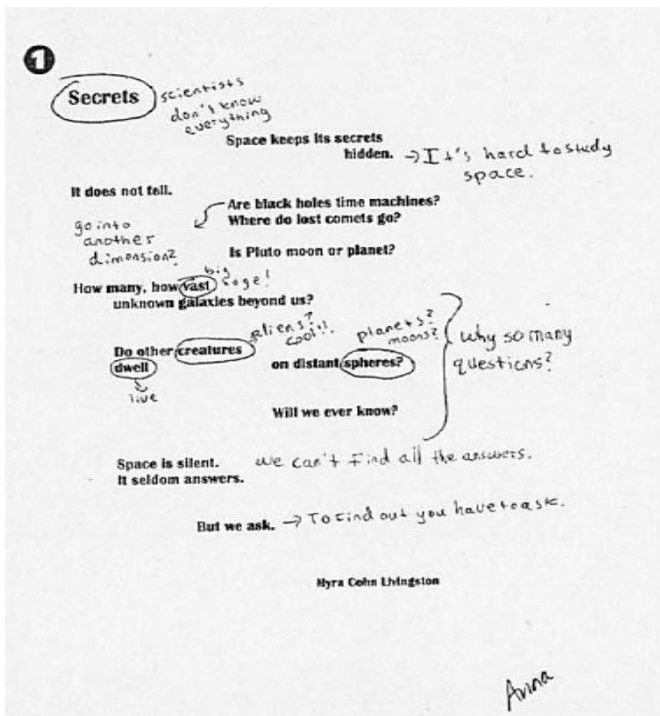 1
Secrets
scientists
don't know
everything
Space keeps its secrets
hidden. → It's hard to study
space.
It does not tell.
Are black holes time machines?
Where do lost comets go?
go into
another
dimension?
Is Pluto moon or planet?
big
huge!
How many, how vast
unknown galaxies beyond us?
aliens?
cool!!
planets?
moons?
Do other creatures
dwell
on distant spheres?
live
why so many
questions?
Will we ever know?
Space is silent. we can't find all the answers.
It seldom answers.
But we ask. → To find out you have to ask.
Myra Cohn Livingston
Anna